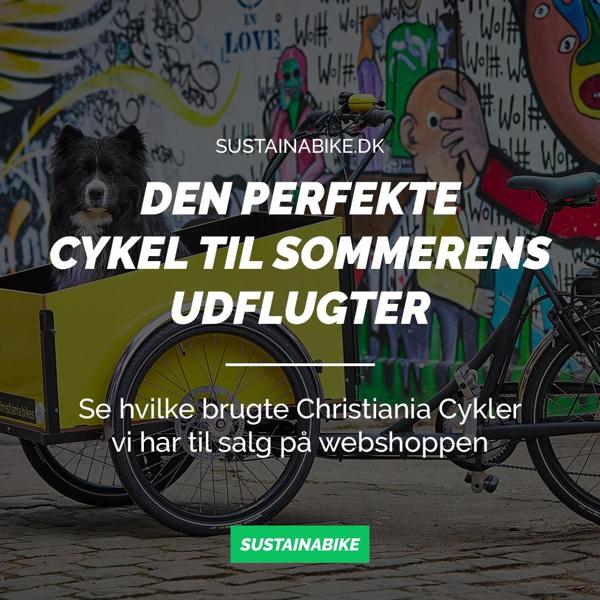 IN
LOVE
Wolf.
Wolf.
Wolf.
Wolf.
SUSTAINABIKE.DK
DEN PERFEKTE
CYKEL TIL SOMMERENS
UDFLUGTER
Se hvilke brugte Christiania Cykler
vi har til salg på webshoppen
christiania bikes
SUSTAINABIKE